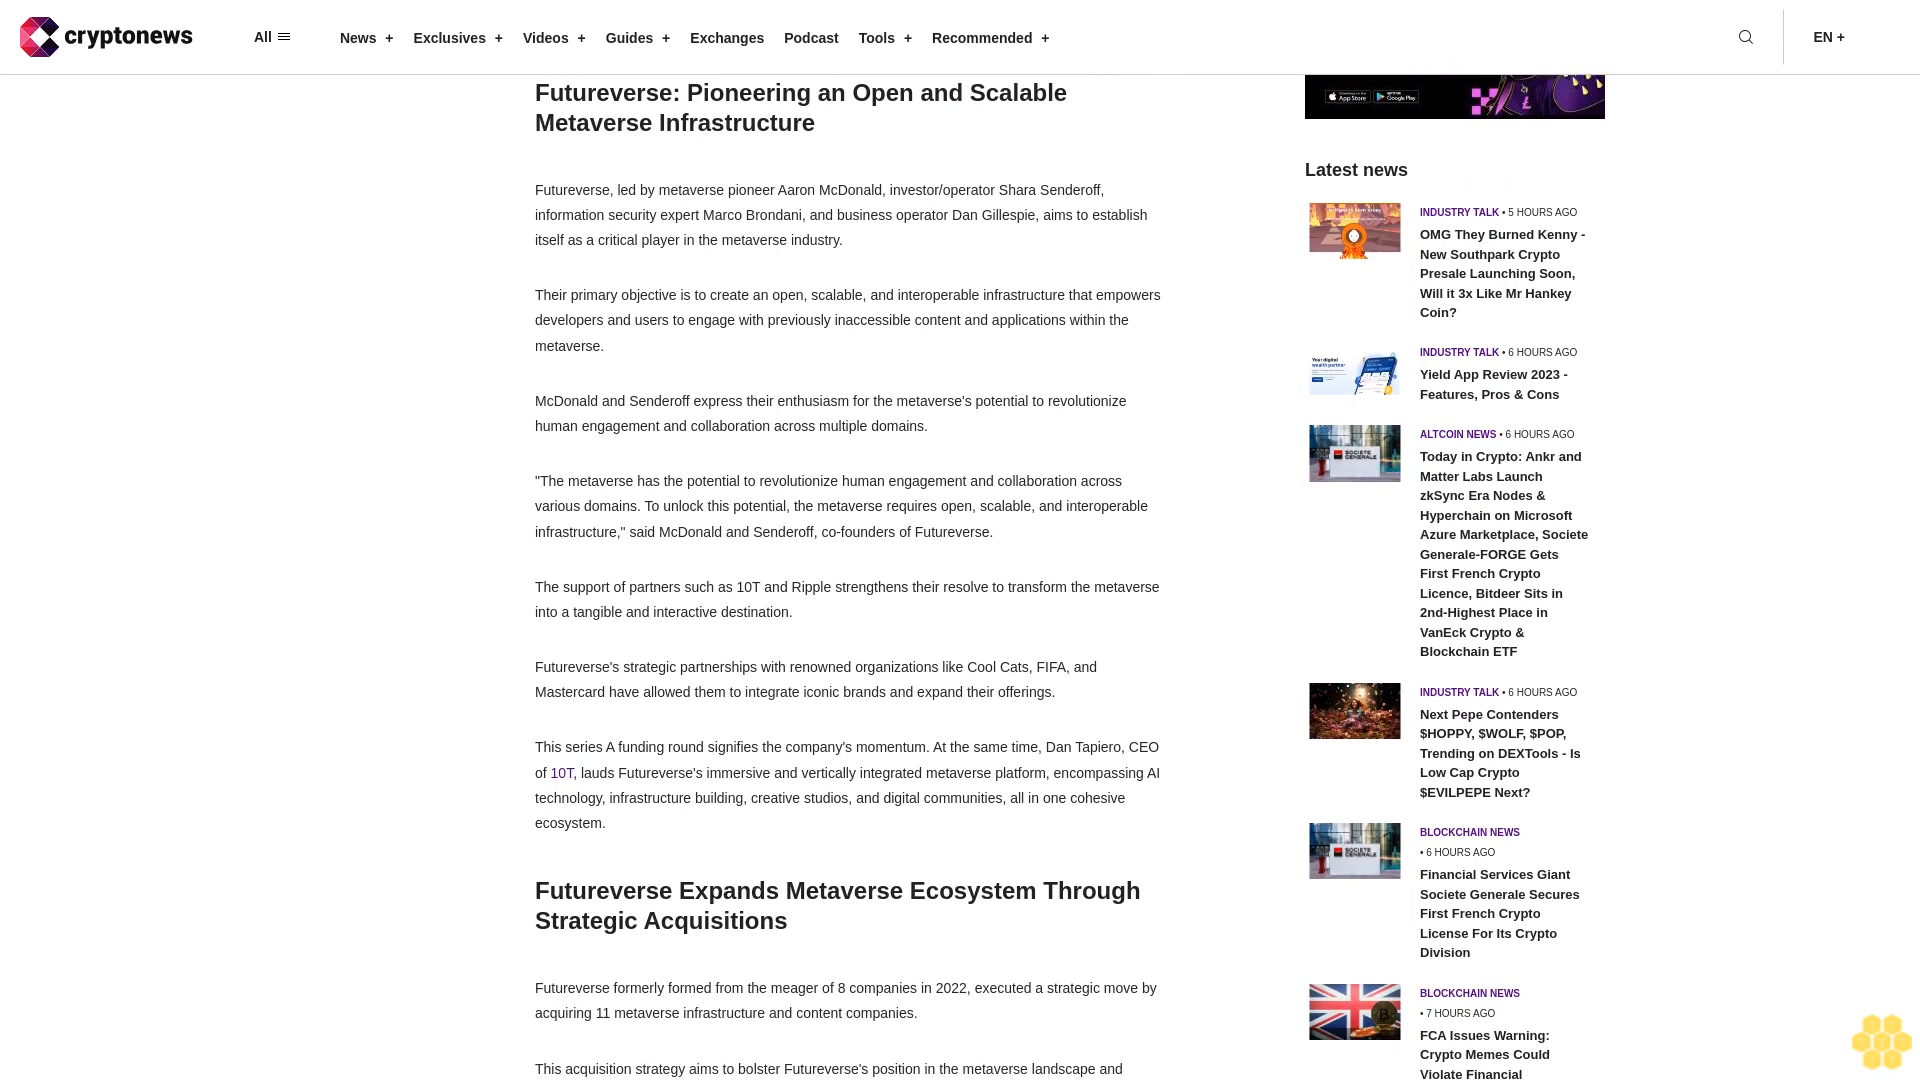 cryptonews
All
News +
Exclusives +
Videos +
Guides +
Exchanges
Podcast
Tools +
Recommended +
EN +
Futureverse: Pioneering an Open and Scalable
Metaverse Infrastructure
Futureverse, led by metaverse pioneer Aaron McDonald, investor/operator Shara Senderoff,
information security expert Marco Brondani, and business operator Dan Gillespie, aims to establish
itself as a critical player in the metaverse industry.
Their primary objective is to create an open, scalable, and interoperable infrastructure that empowers
developers and users to engage with previously inaccessible content and applications within the
metaverse.
McDonald and Senderoff express their enthusiasm for the metaverse's potential to revolutionize
human engagement and collaboration across multiple domains.
"The metaverse has the potential to revolutionize human engagement and collaboration across
various domains. To unlock this potential, the metaverse requires open, scalable, and interoperable
infrastructure," said McDonald and Senderoff, co-founders of Futureverse.
The support of partners such as 10T and Ripple strengthens their resolve to transform the metaverse
into a tangible and interactive destination.
Futureverse's strategic partnerships with renowned organizations like Cool Cats, FIFA, and
Mastercard have allowed them to integrate iconic brands and expand their offerings.
This series A funding round signifies the company's momentum. At the same time, Dan Tapiero, CEO
of 10T, lauds Futureverse's immersive and vertically integrated metaverse platform, encompassing AI
technology, infrastructure building, creative studios, and digital communities, all in one cohesive
ecosystem.
Futureverse Expands Metaverse Ecosystem Through
Strategic Acquisitions
Futureverse formerly formed from the meager of 8 companies in 2022, executed a strategic move by
acquiring 11 metaverse infrastructure and content companies.
This acquisition strategy aims to bolster Futureverse's position in the metaverse landscape and
App Store
Google Play
Latest news
INDUSTRY TALK • 5 HOURS AGO
OMG They Burned Kenny -
New Southpark Crypto
Presale Launching Soon,
Will it 3x Like Mr Hankey
Coin?
Your digital
wealth partner
INDUSTRY TALK • 6 HOURS AGO
Yield App Review 2023 -
Features, Pros & Cons
SOCIETE
GENERALE
ALTCOIN NEWS • 6 HOURS AGO
Today in Crypto: Ankr and
Matter Labs Launch
zkSync Era Nodes &
Hyperchain on Microsoft
Azure Marketplace, Societe
Generale-FORGE Gets
First French Crypto
Licence, Bitdeer Sits in
2nd-Highest Place in
VanEck Crypto &
Blockchain ETF
INDUSTRY TALK • 6 HOURS AGO
Next Pepe Contenders
$HOPPY, $WOLF, $POP,
Trending on DEXTools - Is
Low Cap Crypto
$EVILPEPE Next?
SOCIETE
GENERALE
BLOCKCHAIN NEWS
• 6 HOURS AGO
Financial Services Giant
Societe Generale Secures
First French Crypto
License For Its Crypto
Division
BLOCKCHAIN NEWS
• 7 HOURS AGO
FCA Issues Warning:
Crypto Memes Could
Violate Financial